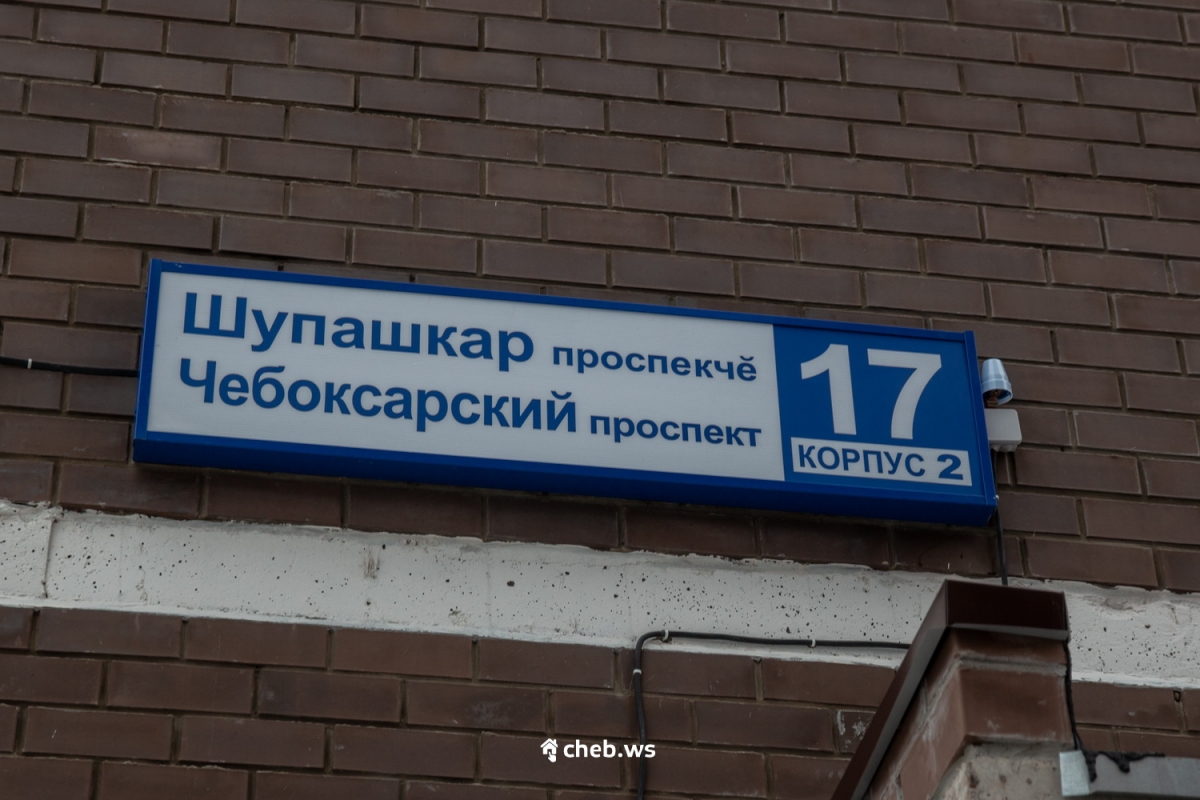 Шупашкар проспекчӗ
Чебоксарский проспект
17
КОРПУС 2
cheb.ws